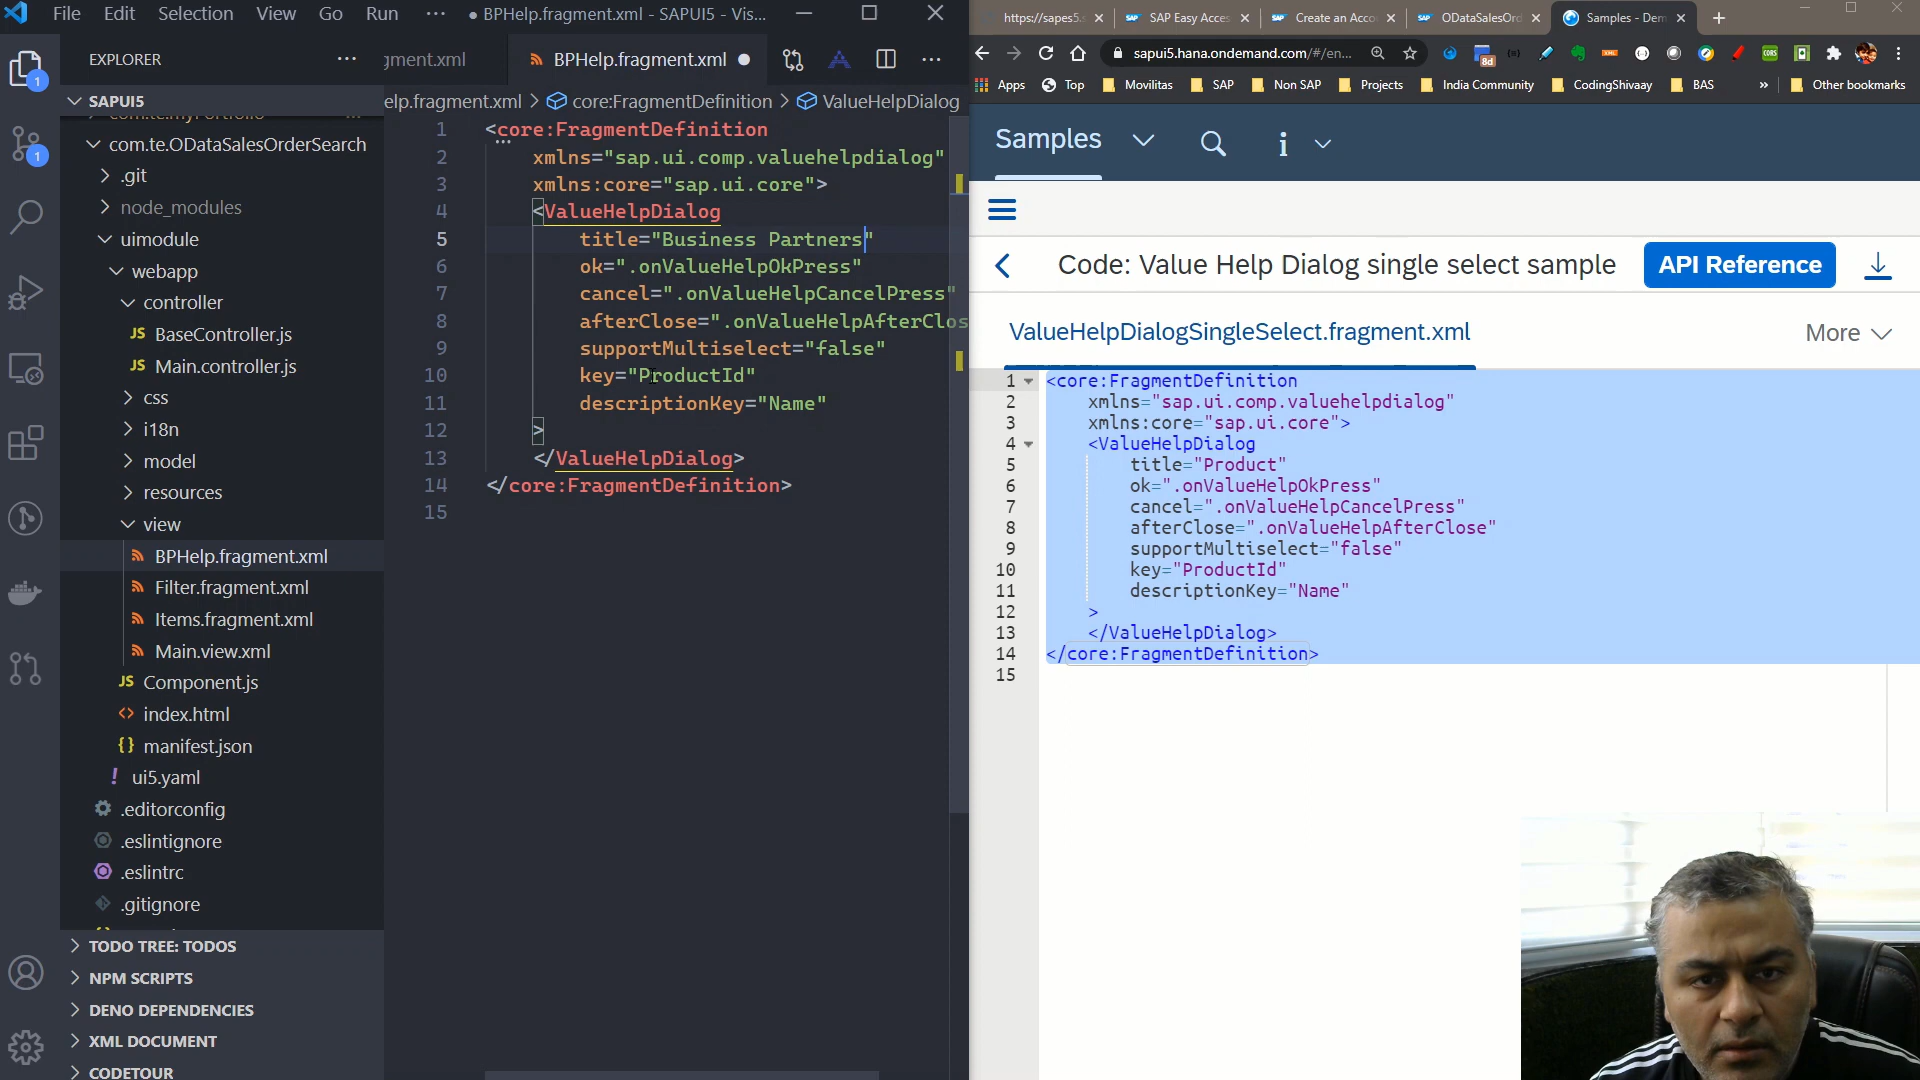 File Edit Selection View Go Run ··· ● BPHelp.fragment.xml - SAPUI5 - Vis...
EXPLORER ···
gment.xml
BPHelp.fragment.xml ●
SAPUI5
elp.fragment.xml > core:FragmentDefinition > ValueHelpDialog
com.te.ODataSalesOrderSearch
.git
node_modules
uimodule
webapp
controller
JS BaseController.js
JS Main.controller.js
css
i18n
model
resources
view
BPHelp.fragment.xml
Filter.fragment.xml
Items.fragment.xml
Main.view.xml
JS Component.js
<> index.html
{} manifest.json
! ui5.yaml
.editorconfig
.eslintignore
.eslintrc
.gitignore
TODO TREE: TODOS
NPM SCRIPTS
DENO DEPENDENCIES
XML DOCUMENT
CODETOUR
1
1
1 <core:FragmentDefinition
2 xmlns="sap.ui.comp.valuehelpdialog"
3 xmlns:core="sap.ui.core">
4 <ValueHelpDialog
5 title="Business Partners"
6 ok=".onValueHelpOkPress"
7 cancel=".onValueHelpCancelPress"
8 afterClose=".onValueHelpAfterClos
9 supportMultiselect="false"
10 key="ProductId"
11 descriptionKey="Name"
12 >
13 </ValueHelpDialog>
14 </core:FragmentDefinition>
15
https://sapes5.s
SAP Easy Acces
Create an Acco
ODataSalesOrd
Samples - Dem
sapui5.hana.ondemand.com/#/en...
8d
CORS
Apps Top Movilitas SAP Non SAP Projects India Community CodingShivaay BAS » Other bookmarks
Samples
Code: Value Help Dialog single select sample
API Reference
ValueHelpDialogSingleSelect.fragment.xml
More
1 <core:FragmentDefinition
2 xmlns="sap.ui.comp.valuehelpdialog"
3 xmlns:core="sap.ui.core">
4 <ValueHelpDialog
5 title="Product"
6 ok=".onValueHelpOkPress"
7 cancel=".onValueHelpCancelPress"
8 afterClose=".onValueHelpAfterClose"
9 supportMultiselect="false"
10 key="ProductId"
11 descriptionKey="Name"
12 >
13 </ValueHelpDialog>
14 </core:FragmentDefinition>
15